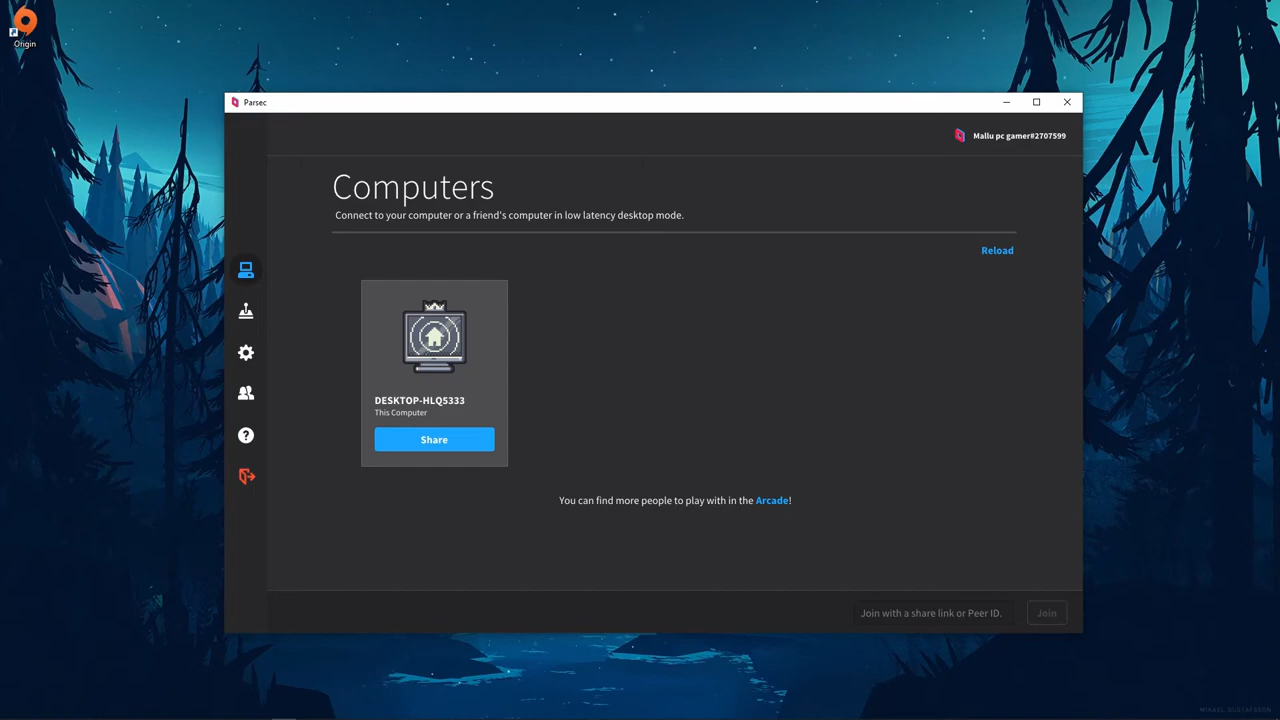 Origin
Parsec
Mallu pc gamer#2707599
Computers
Connect to your computer or a friend's computer in low latency desktop mode.
Reload
DESKTOP-HLQ5333
This Computer
Share
You can find more people to play with in the Arcade!
Join with a share link or Peer ID.
Join
MIKAEL GUSTAFSSON